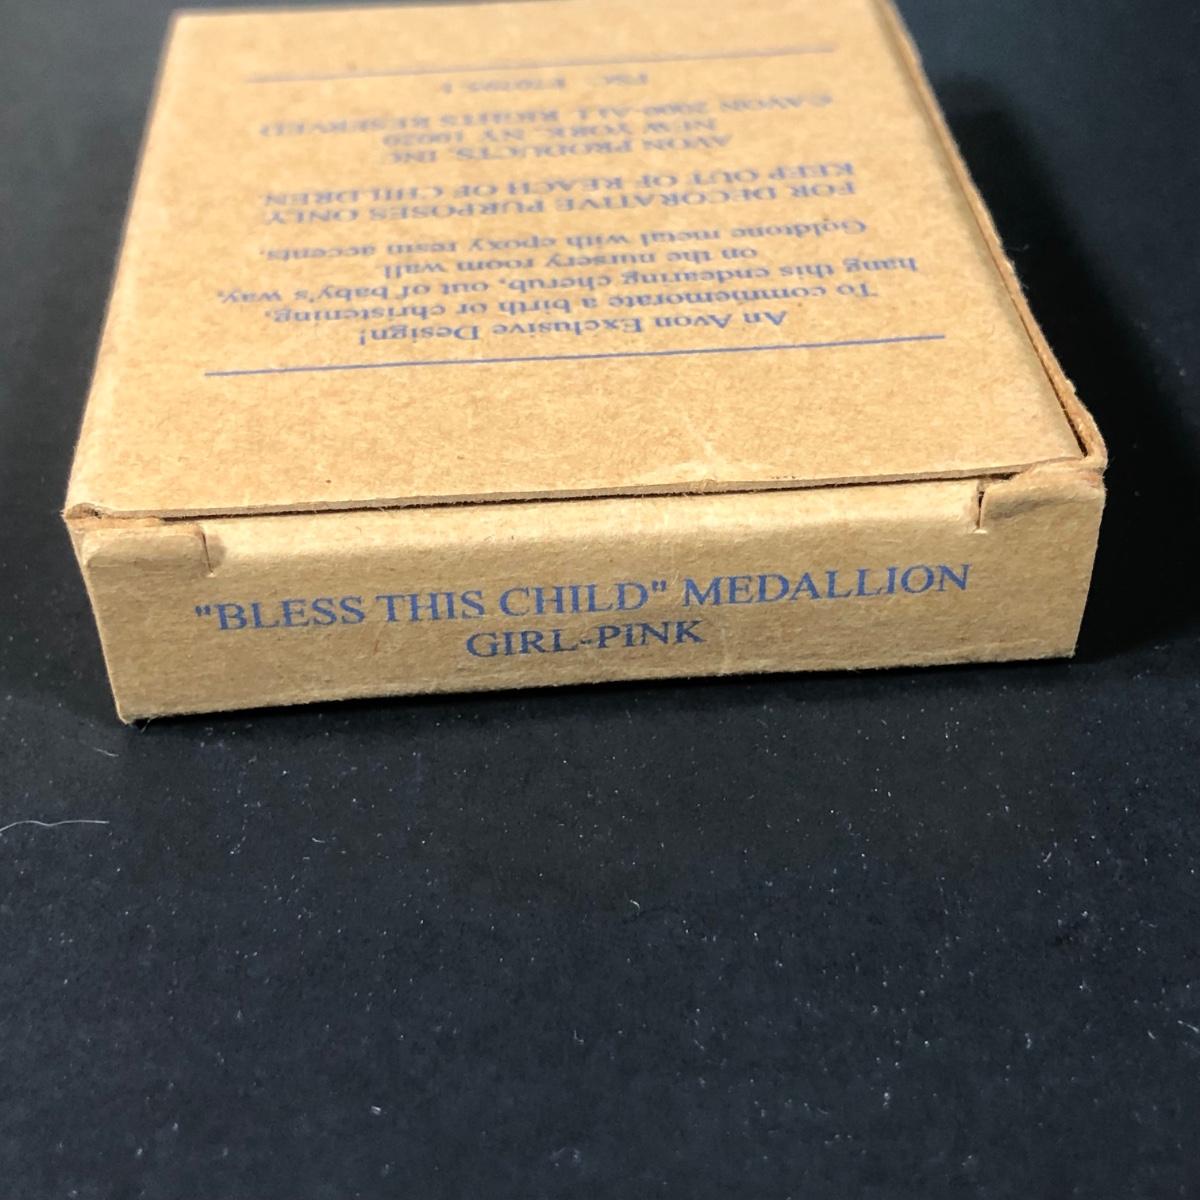 An Avon Exclusive Design!
To commemorate a birth or christening,
hang this endearing cherub, out of baby's way,
on the nursery room wall.
Goldtone metal with epoxy resin accents.
FOR DECORATIVE PURPOSES ONLY
KEEP OUT OF REACH OF CHILDREN
AVON PRODUCTS, INC.
NEW YORK, NY 10020
©AVON 2000-ALL RIGHTS RESERVED
FSC
"BLESS THIS CHILD" MEDALLION
GIRL-PINK